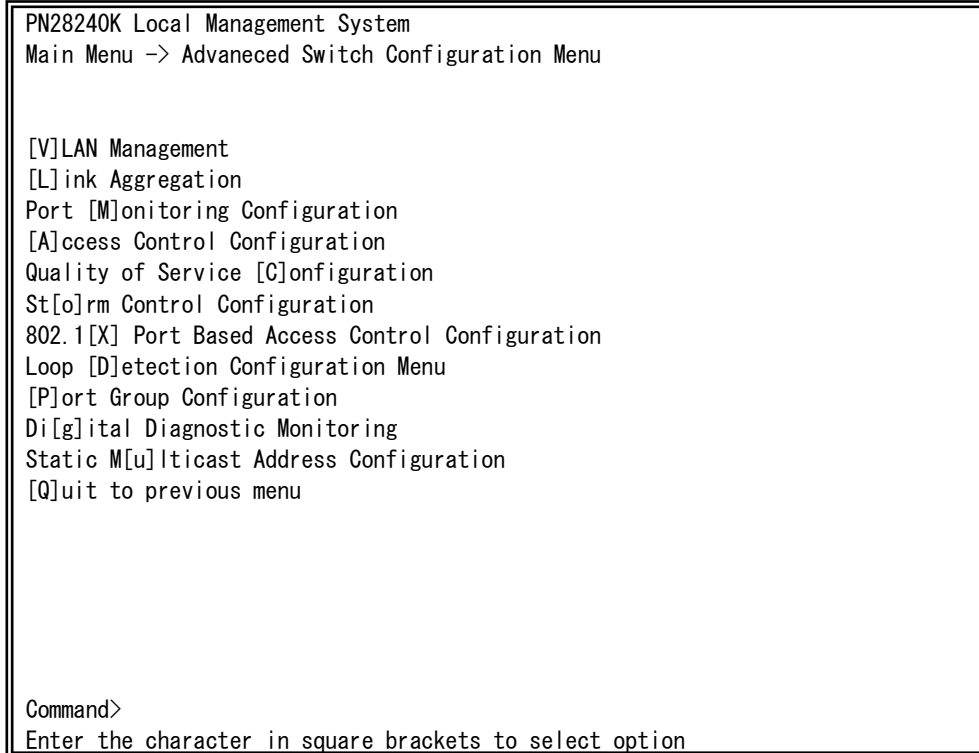 PN28240K Local Management System
Main Menu -> Advaneced Switch Configuration Menu
[V]LAN Management
[L]ink Aggregation
Port [M]onitoring Configuration
[A]ccess Control Configuration
Quality of Service [C]onfiguration
St[o]rm Control Configuration
802.1[X] Port Based Access Control Configuration
Loop [D]etection Configuration Menu
[P]ort Group Configuration
Di[g]ital Diagnostic Monitoring
Static M[u]lticast Address Configuration
[Q]uit to previous menu
Command>
Enter the character in square brackets to select option